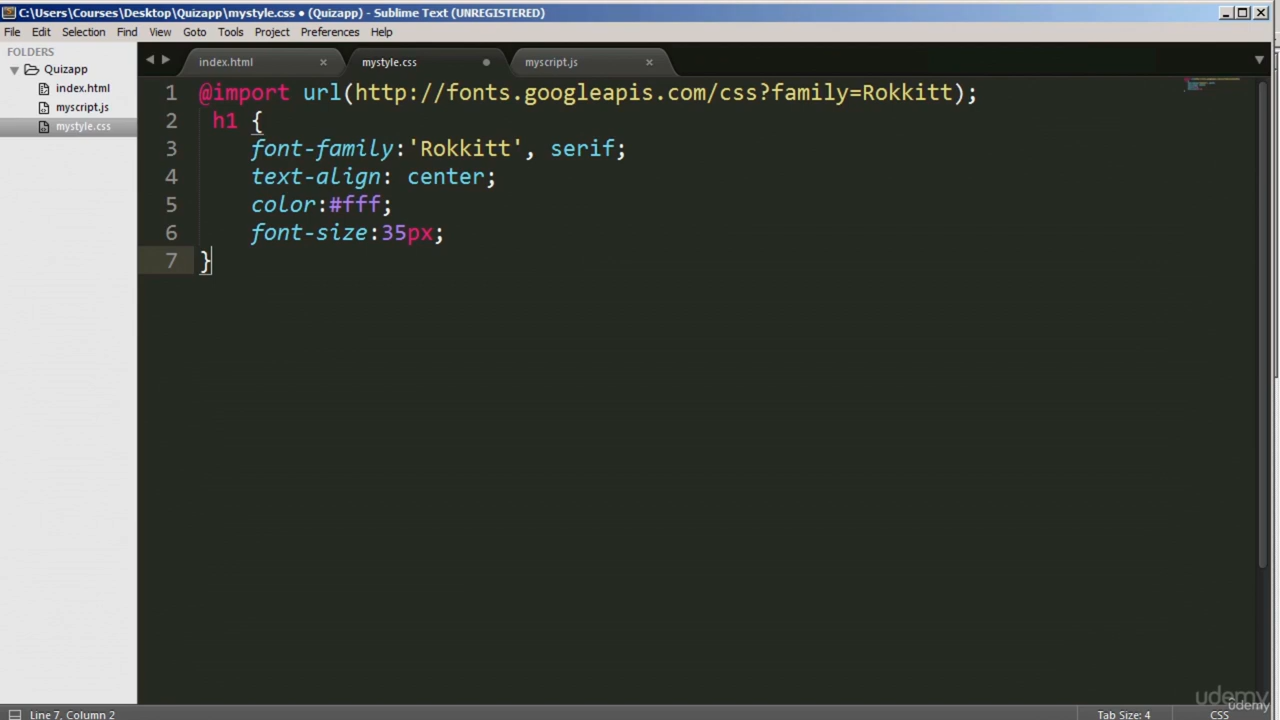 C:\Users\Courses\Desktop\Quizapp\mystyle.css • (Quizapp) - Sublime Text (UNREGISTERED)
File Edit Selection Find View Goto Tools Project Preferences Help
FOLDERS
Quizapp
index.html
myscript.js
mystyle.css
index.html mystyle.css myscript.js
1 @import url(http://fonts.googleapis.com/css?family=Rokkitt);
2 h1 {
3 font-family:'Rokkitt', serif;
4 text-align: center;
5 color:#fff;
6 font-size:35px;
7 }
udemy
udemy
Line 7, Column 2
Tab Size: 4
CSS